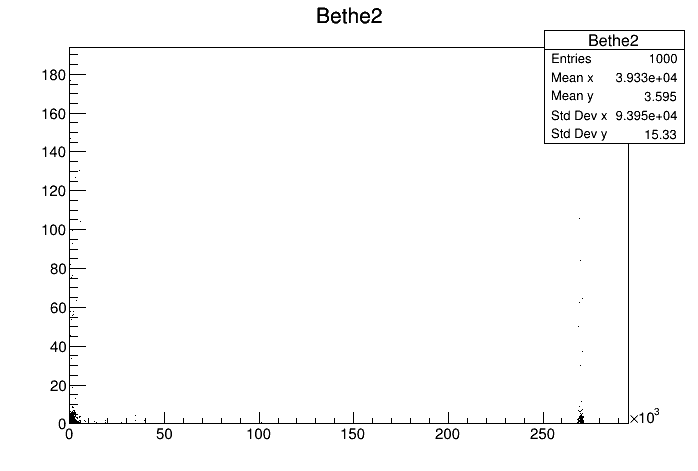 Bethe2
Bethe2
Entries 1000
Mean x 3.933e+04
Mean y 3.595
Std Dev x 9.395e+04
Std Dev y 15.33
180
160
140
120
100
80
60
40
20
0
0 50 100 150 200 250 ×10³